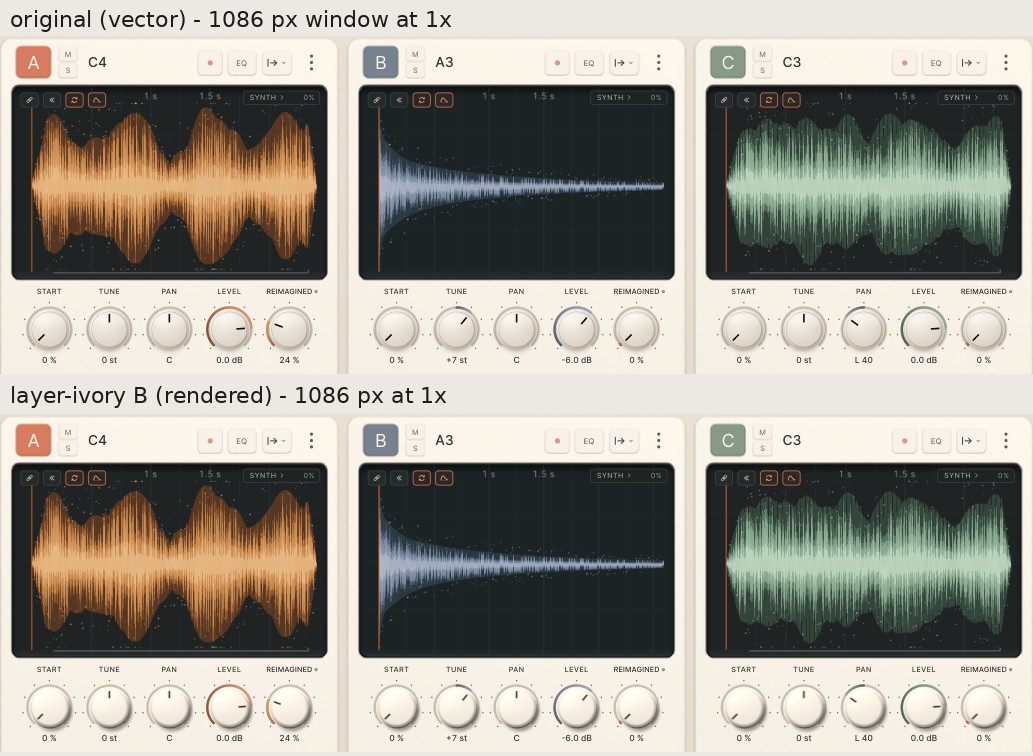 original (vector) - 1086 px window at 1x
A M S C4 EQ B M S A3 EQ C M S C3 EQ
1 s 1.5 s SYNTH 0% 1 s 1.5 s SYNTH 0% 1 s 1.5 s SYNTH 0%
START TUNE PAN LEVEL REIMAGINED START TUNE PAN LEVEL REIMAGINED START TUNE PAN LEVEL REIMAGINED
0 % 0 st C 0.0 dB 24 % 0 % +7 st C -6.0 dB 0 % 0 % 0 st L 40 0.0 dB 0 %
layer-ivory B (rendered) - 1086 px at 1x
A M S C4 EQ B M S A3 EQ C M S C3 EQ
1 s 1.5 s SYNTH 0% 1 s 1.5 s SYNTH 0% 1 s 1.5 s SYNTH 0%
START TUNE PAN LEVEL REIMAGINED START TUNE PAN LEVEL REIMAGINED START TUNE PAN LEVEL REIMAGINED
0 % 0 st C 0.0 dB 24 % 0 % +7 st C -6.0 dB 0 % 0 % 0 st L 40 0.0 dB 0 %